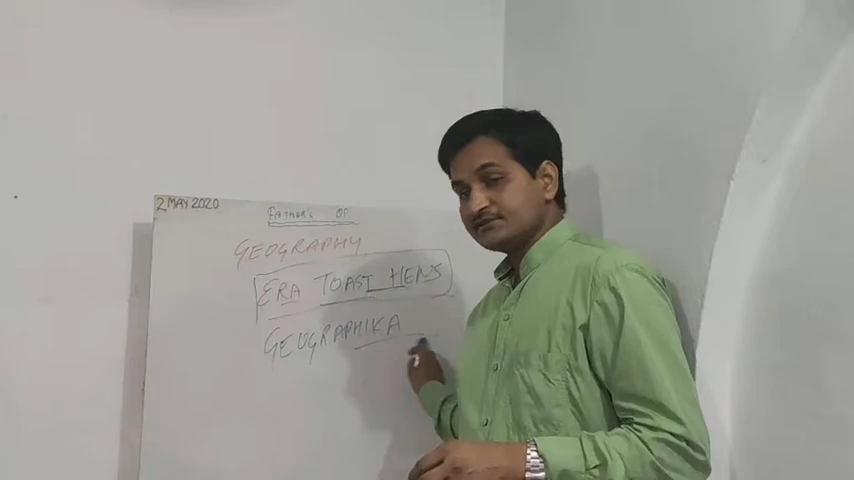 2 MAY 2020
FATHER'S OF
GEOGRAPHY
ERA TOAST HENS
GEOGRAPHIKA